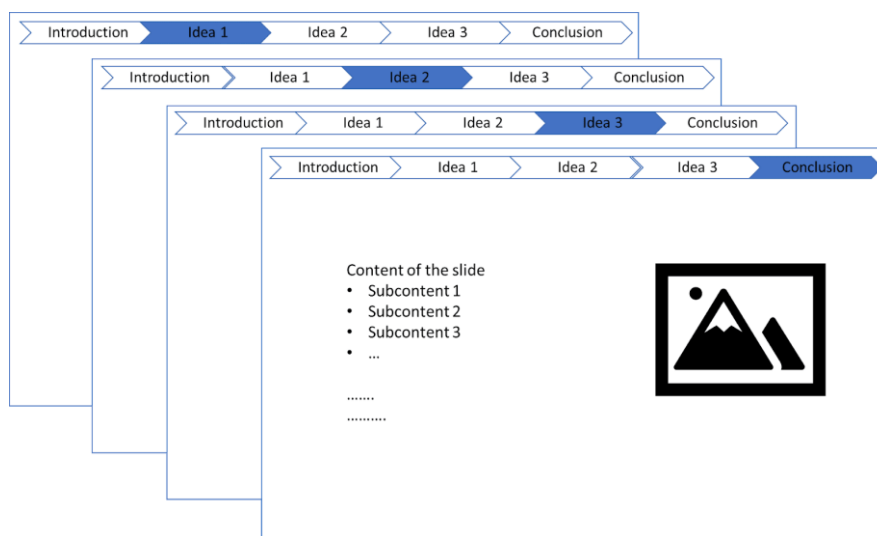 Introduction Idea 1 Idea 2 Idea 3 Conclusion
Introduction Idea 1 Idea 2 Idea 3 Conclusion
Introduction Idea 1 Idea 2 Idea 3 Conclusion
Introduction Idea 1 Idea 2 Idea 3 Conclusion
Content of the slide
• Subcontent 1
• Subcontent 2
• Subcontent 3
• ...
.......
..........